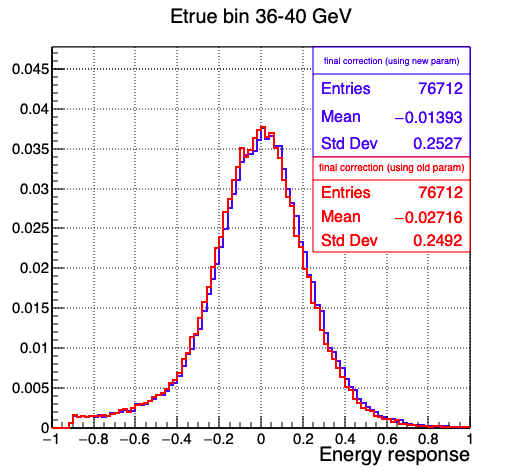 Etrue bin 36-40 GeV
final correction (using new param)
Entries 76712
Mean −0.01393
Std Dev 0.2527
final correction (using old param)
Entries 76712
Mean −0.02716
Std Dev 0.2492
0.045
0.04
0.035
0.03
0.025
0.02
0.015
0.01
0.005
0
−1 −0.8 −0.6 −0.4 −0.2 0 0.2 0.4 0.6 0.8 1
Energy response